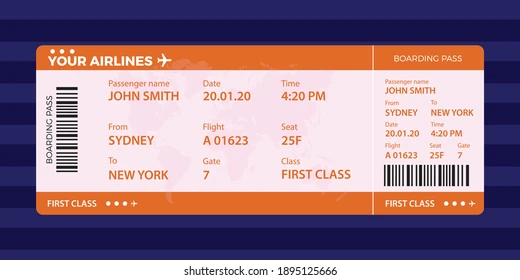 YOUR AIRLINES
BOARDING PASS
Passenger name Date Time
JOHN SMITH 20.01.20 4:20 PM
From Flight Seat
SYDNEY A 01623 25F
To Gate Class
NEW YORK 7 FIRST CLASS
FIRST CLASS
BOARDING PASS
Passenger name
JOHN SMITH
From To
SYDNEY NEW YORK
Date Time
20.01.20 4:20 PM
Flight Seat Gate
A 01623 25F 7
FIRST CLASS
shutterstock.com · 1895125666